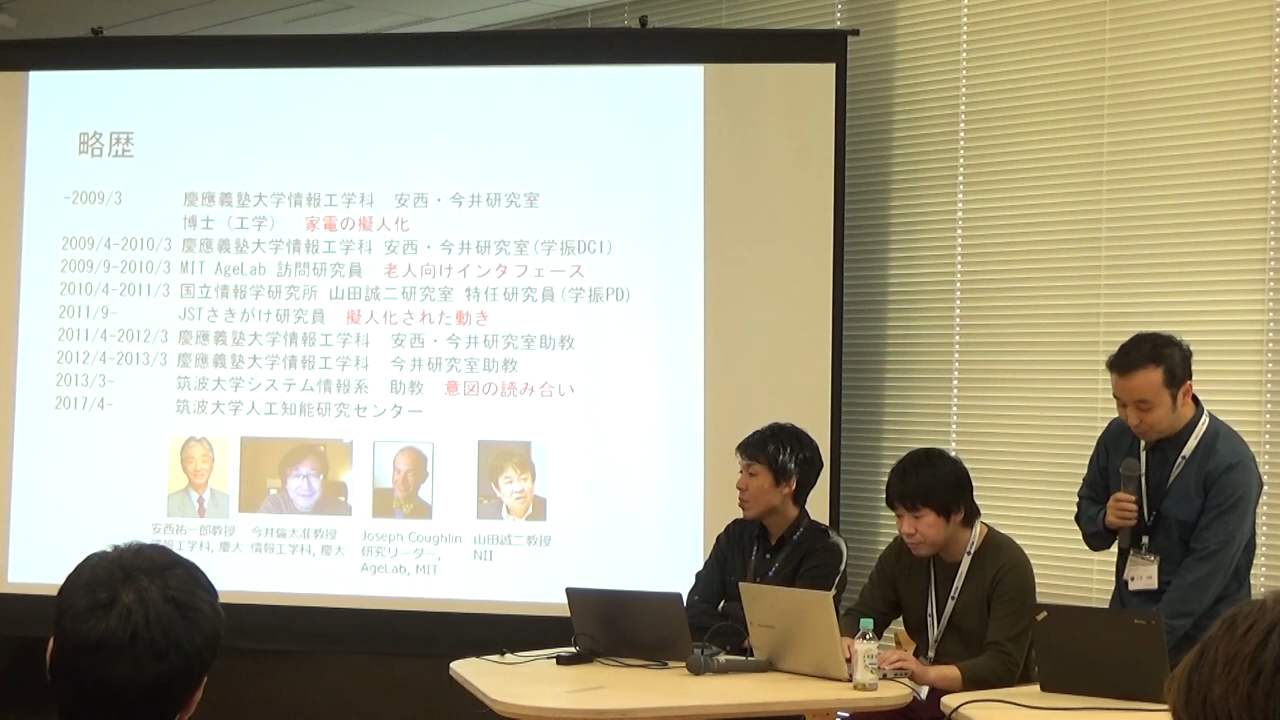 略歴
-2009/3 慶應義塾大学情報工学科 安西・今井研究室
博士（工学） 家電の擬人化
2009/4-2010/3 慶應義塾大学情報工学科 安西・今井研究室(学振DC1)
2009/9-2010/3 MIT AgeLab 訪問研究員 老人向けインタフェース
2010/4-2011/3 国立情報学研究所 山田誠二研究室 特任研究員(学振PD)
2011/9- JSTさきがけ研究員 擬人化された動き
2011/4-2012/3 慶應義塾大学情報工学科 安西・今井研究室助教
2012/4-2013/3 慶應義塾大学情報工学科 今井研究室助教
2013/3- 筑波大学システム情報系 助教 意図の読み合い
2017/4- 筑波大学人工知能研究センター
安西祐一郎教授
情報工学科, 慶大
今井倫太准教授
情報工学科, 慶大
Joseph Coughlin
研究リーダー,
AgeLab, MIT
山田誠二教授
NII